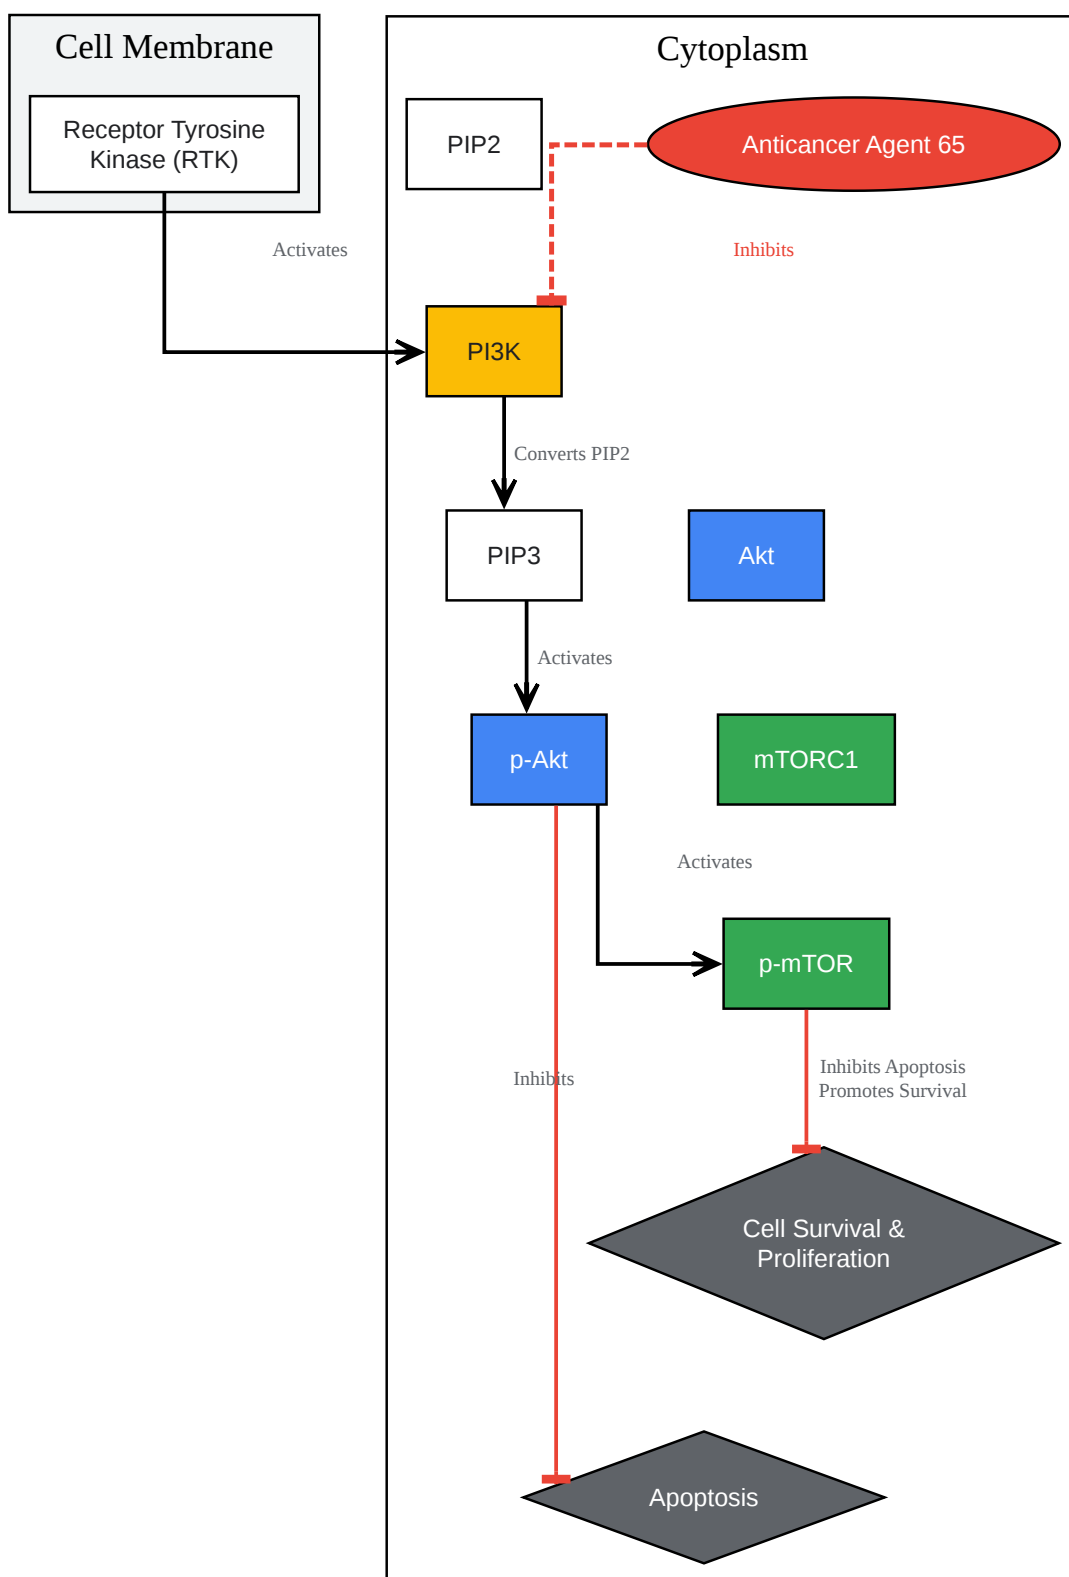 Cell Membrane
Cytoplasm
Receptor Tyrosine
Kinase (RTK)
PIP2
Anticancer Agent 65
Activates
Inhibits
PI3K
Converts PIP2
PIP3
Akt
Activates
p-Akt
mTORC1
Activates
p-mTOR
Inhibits
Inhibits Apoptosis
Promotes Survival
Cell Survival &
Proliferation
Apoptosis